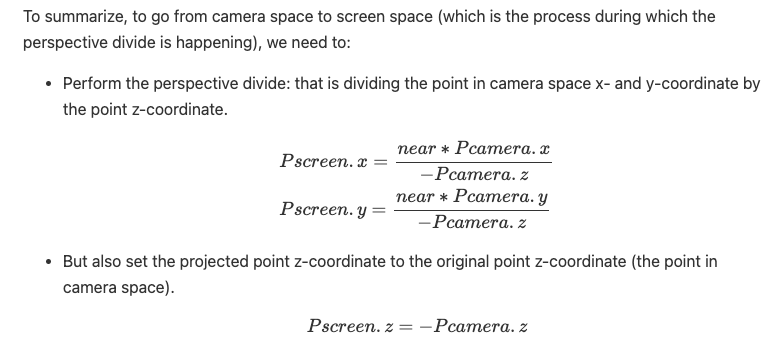 To summarize, to go from camera space to screen space (which is the process during which the
perspective divide is happening), we need to:
• Perform the perspective divide: that is dividing the point in camera space x- and y-coordinate by
the point z-coordinate.
Pscreen. x = near * Pcamera. x / −Pcamera. z
Pscreen. y = near * Pcamera. y / −Pcamera. z
• But also set the projected point z-coordinate to the original point z-coordinate (the point in
camera space).
Pscreen. z = −Pcamera. z